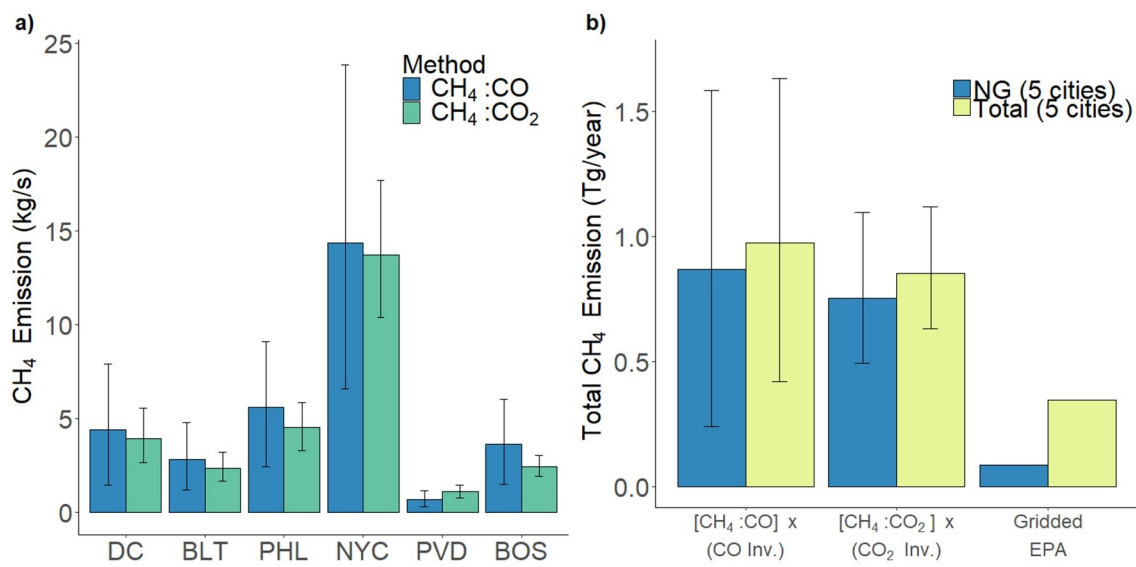 a)
Method
CH₄ :CO
CH₄ :CO₂
CH₄ Emission (kg/s)
25
20
15
10
5
0
DC BLT PHL NYC PVD BOS
b)
NG (5 cities)
Total (5 cities)
Total CH₄ Emission (Tg/year)
1.5
1.0
0.5
0.0
[CH₄ :CO] x
(CO Inv.)
[CH₄ :CO₂ ] x
(CO₂ Inv.)
Gridded
EPA